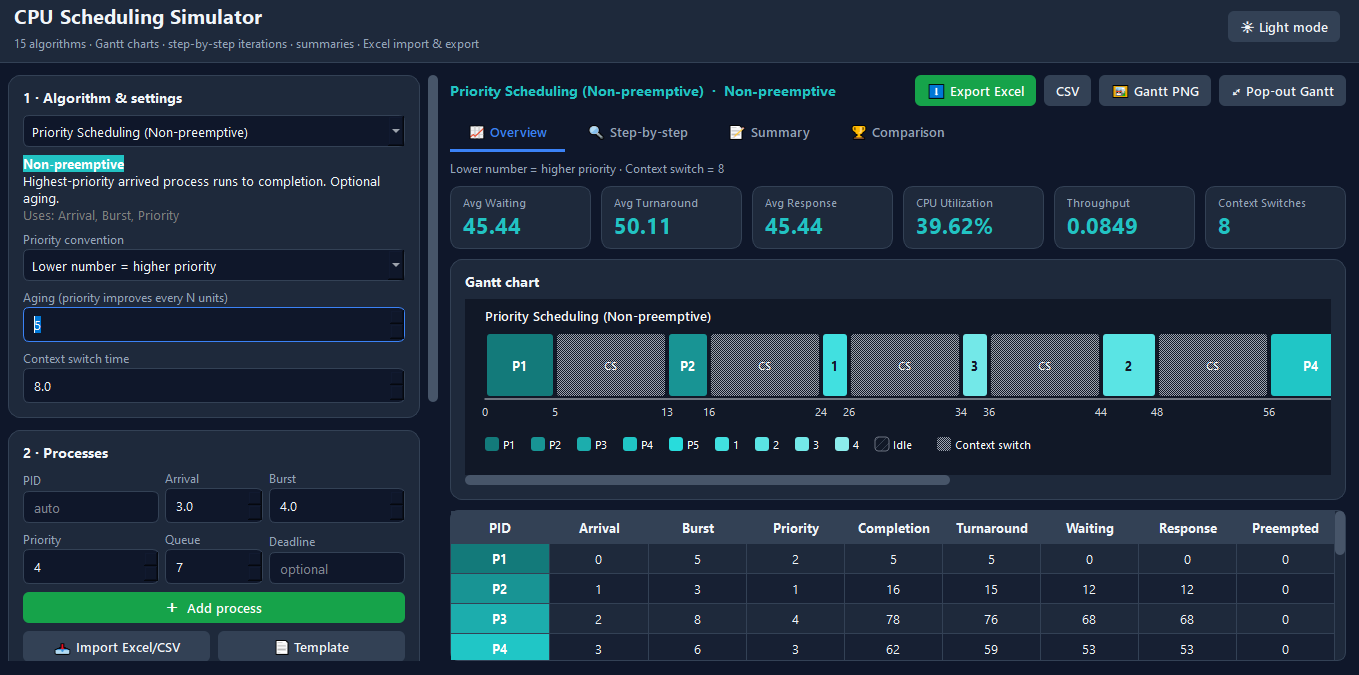 CPU Scheduling Simulator
15 algorithms · Gantt charts · step-by-step iterations · summaries · Excel import & export
Light mode
1 · Algorithm & settings
Priority Scheduling (Non-preemptive)
Non-preemptive
Highest-priority arrived process runs to completion. Optional
aging.
Uses: Arrival, Burst, Priority
Priority convention
Lower number = higher priority
Aging (priority improves every N units)
5
Context switch time
8.0
2 · Processes
PID Arrival Burst
auto 3.0 4.0
Priority Queue Deadline
4 7 optional
+ Add process
Import Excel/CSV Template
Priority Scheduling (Non-preemptive) · Non-preemptive
Export Excel CSV Gantt PNG Pop-out Gantt
Overview Step-by-step Summary Comparison
Lower number = higher priority · Context switch = 8
Avg Waiting Avg Turnaround Avg Response CPU Utilization Throughput Context Switches
45.44 50.11 45.44 39.62% 0.0849 8
Gantt chart
Priority Scheduling (Non-preemptive)
P1 CS P2 CS 1 CS 3 CS 2 CS P4
0 5 13 16 24 26 34 36 44 48 56
P1 P2 P3 P4 P5 1 2 3 4 Idle Context switch
PID Arrival Burst Priority Completion Turnaround Waiting Response Preempted
P1 0 5 2 5 5 0 0 0
P2 1 3 1 16 15 12 12 0
P3 2 8 4 78 76 68 68 0
P4 3 6 3 62 59 53 53 0